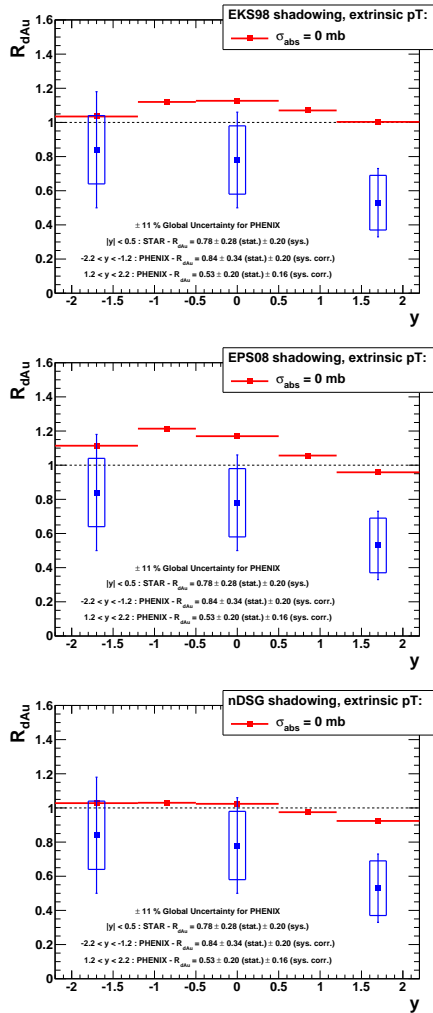 EKS98 shadowing, extrinsic pT:
σabs = 0 mb
RdAu
1.6
1.4
1.2
1
0.8
0.6
0.4
0.2
0
± 11 % Global Uncertainty for PHENIX
|y| < 0.5 : STAR - RdAu = 0.78 ± 0.28 (stat.) ± 0.20 (sys.)
-2.2 < y < -1.2 : PHENIX - RdAu = 0.84 ± 0.34 (stat.) ± 0.20 (sys. corr.)
1.2 < y < 2.2 : PHENIX - RdAu = 0.53 ± 0.20 (stat.) ± 0.16 (sys. corr.)
-2 -1.5 -1 -0.5 0 0.5 1 1.5 2
y
EPS08 shadowing, extrinsic pT:
σabs = 0 mb
RdAu
1.6
1.4
1.2
1
0.8
0.6
0.4
0.2
0
± 11 % Global Uncertainty for PHENIX
|y| < 0.5 : STAR - RdAu = 0.78 ± 0.28 (stat.) ± 0.20 (sys.)
-2.2 < y < -1.2 : PHENIX - RdAu = 0.84 ± 0.34 (stat.) ± 0.20 (sys. corr.)
1.2 < y < 2.2 : PHENIX - RdAu = 0.53 ± 0.20 (stat.) ± 0.16 (sys. corr.)
-2 -1.5 -1 -0.5 0 0.5 1 1.5 2
y
nDSG shadowing, extrinsic pT:
σabs = 0 mb
RdAu
1.6
1.4
1.2
1
0.8
0.6
0.4
0.2
0
± 11 % Global Uncertainty for PHENIX
|y| < 0.5 : STAR - RdAu = 0.78 ± 0.28 (stat.) ± 0.20 (sys.)
-2.2 < y < -1.2 : PHENIX - RdAu = 0.84 ± 0.34 (stat.) ± 0.20 (sys. corr.)
1.2 < y < 2.2 : PHENIX - RdAu = 0.53 ± 0.20 (stat.) ± 0.16 (sys. corr.)
-2 -1.5 -1 -0.5 0 0.5 1 1.5 2
y